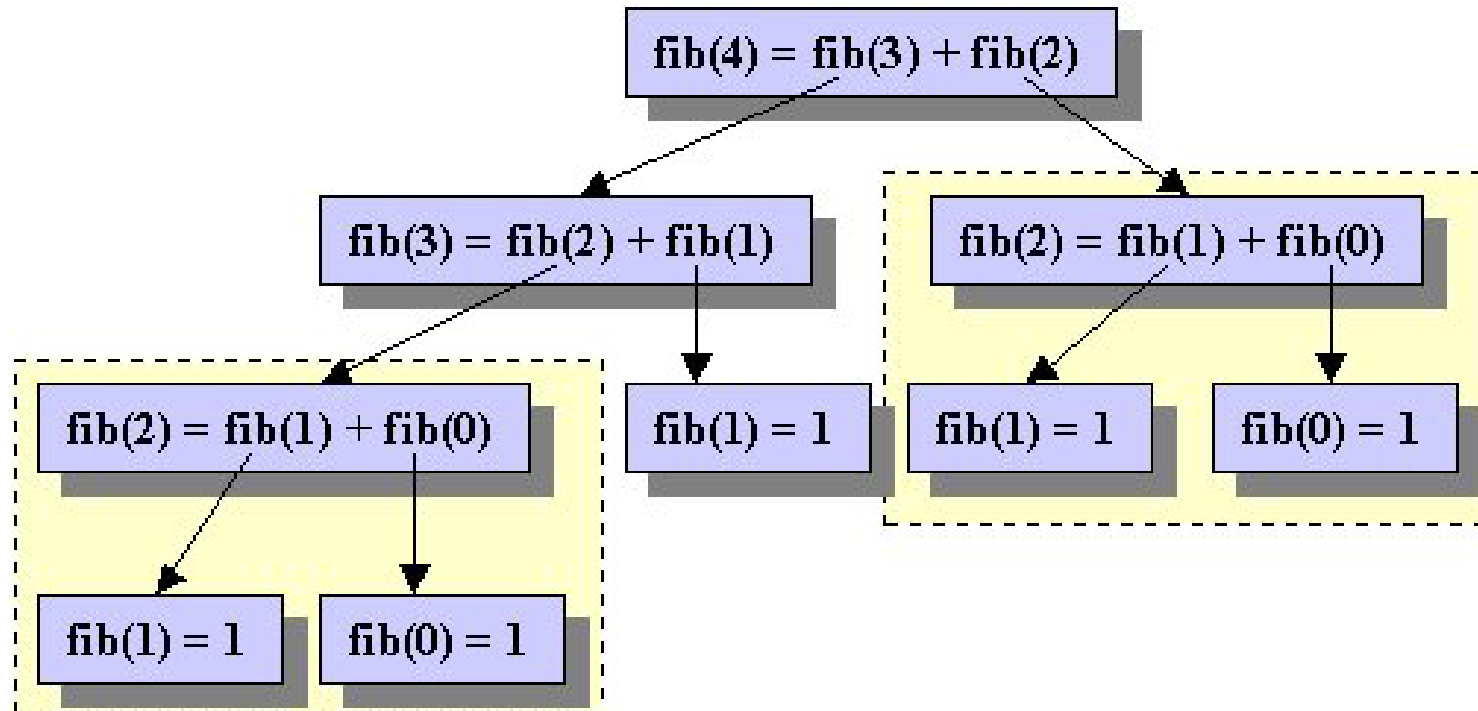 fib(4) = fib(3) + fib(2)
fib(3) = fib(2) + fib(1)
fib(2) = fib(1) + fib(0)
fib(2) = fib(1) + fib(0)
fib(1) = 1
fib(1) = 1
fib(0) = 1
fib(1) = 1
fib(0) = 1